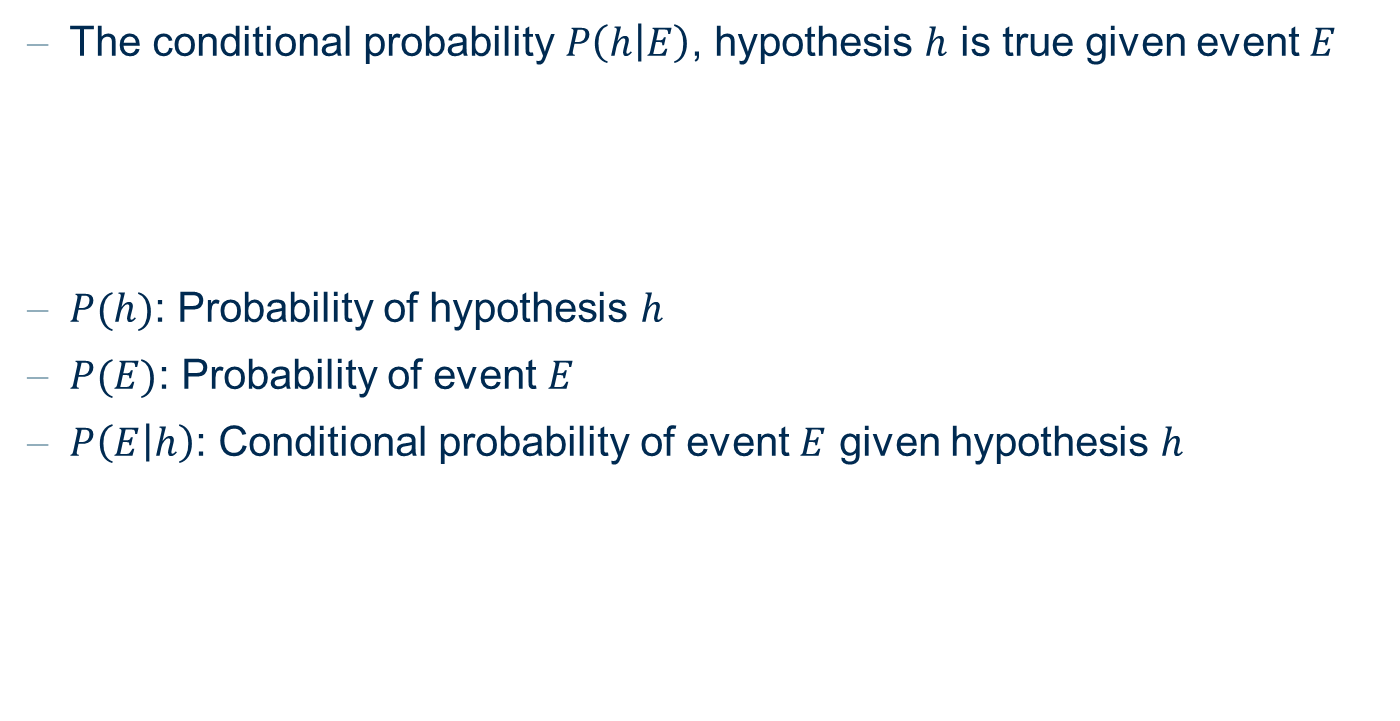 – The conditional probability P(h|E), hypothesis h is true given event E
– P(h): Probability of hypothesis h
– P(E): Probability of event E
– P(E|h): Conditional probability of event E given hypothesis h